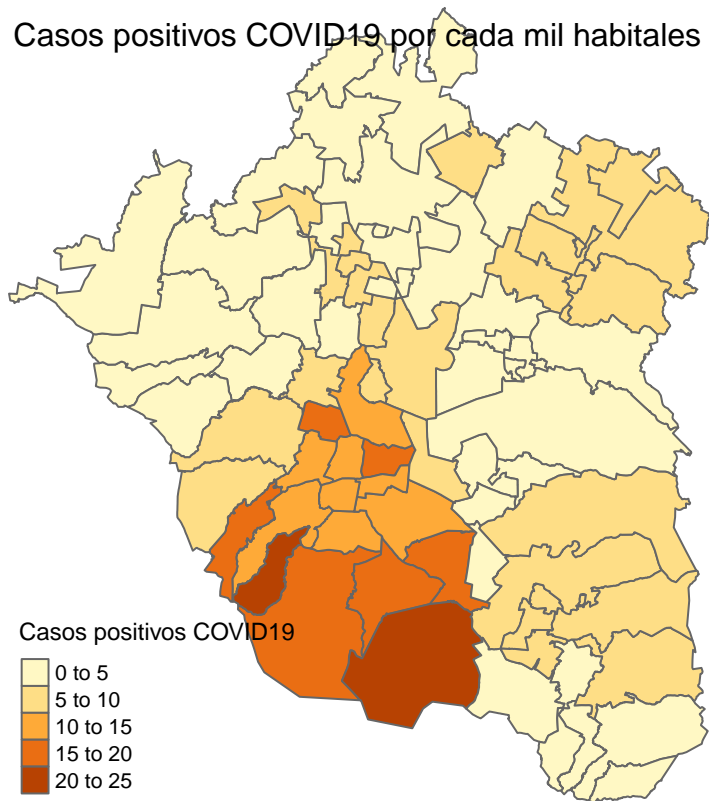 Casos positivos COVID19 por cada mil habitales
Casos positivos COVID19
0 to 5
5 to 10
10 to 15
15 to 20
20 to 25